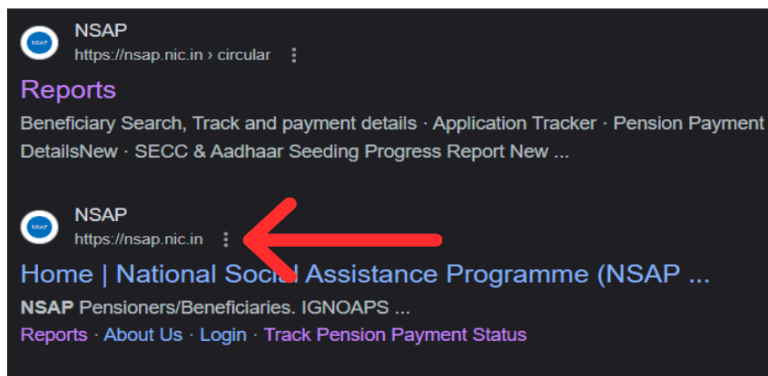 NSAP
https://nsap.nic.in › circular
Reports
Beneficiary Search, Track and payment details · Application Tracker · Pension Payment
DetailsNew · SECC & Aadhaar Seeding Progress Report New ...
NSAP
https://nsap.nic.in
Home | National Social Assistance Programme (NSAP ...
NSAP Pensioners/Beneficiaries. IGNOAPS ...
Reports · About Us · Login · Track Pension Payment Status